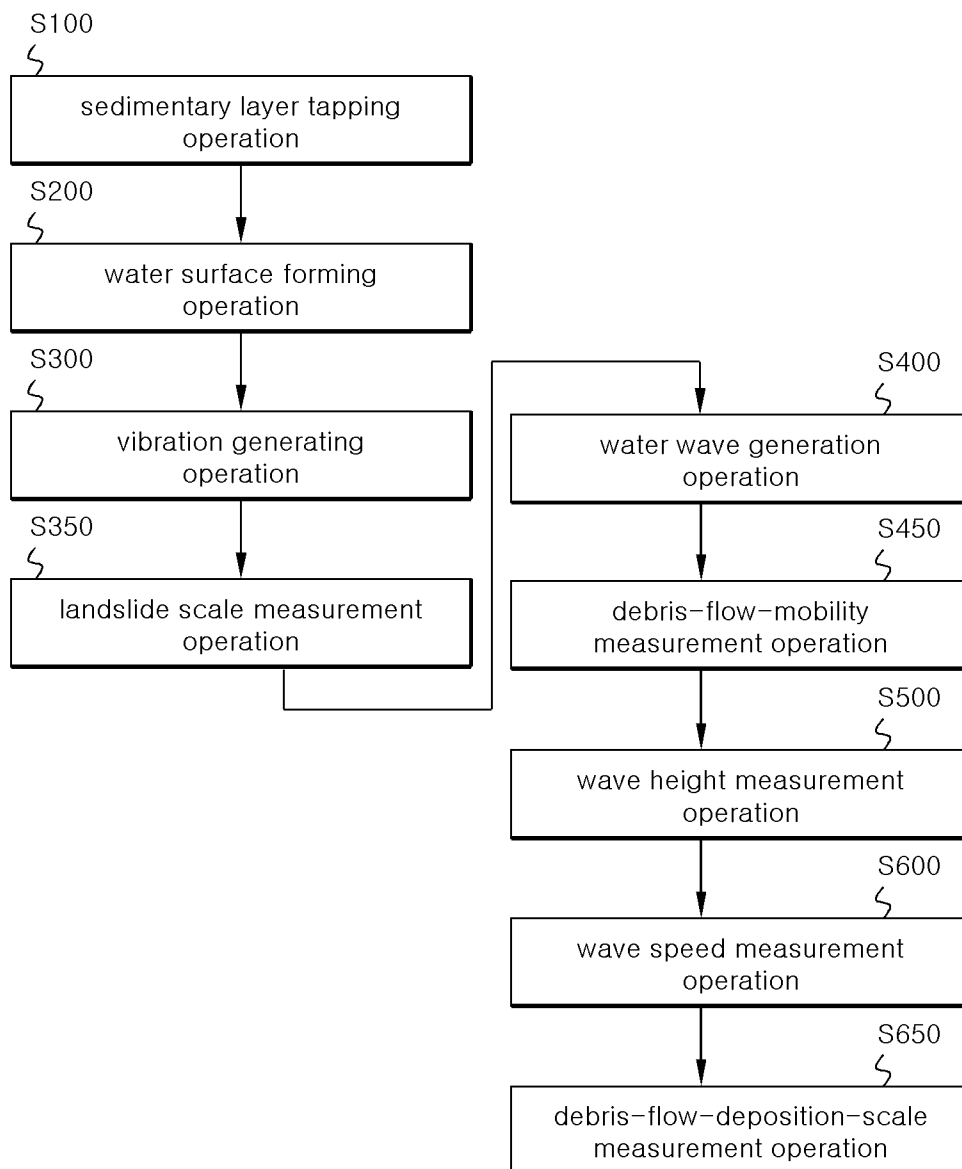 S100
sedimentary layer tapping
operation
S200
water surface forming
operation
S300
vibration generating
operation
S350
landslide scale measurement
operation
S400
water wave generation
operation
S450
debris-flow-mobility
measurement operation
S500
wave height measurement
operation
S600
wave speed measurement
operation
S650
debris-flow-deposition-scale
measurement operation